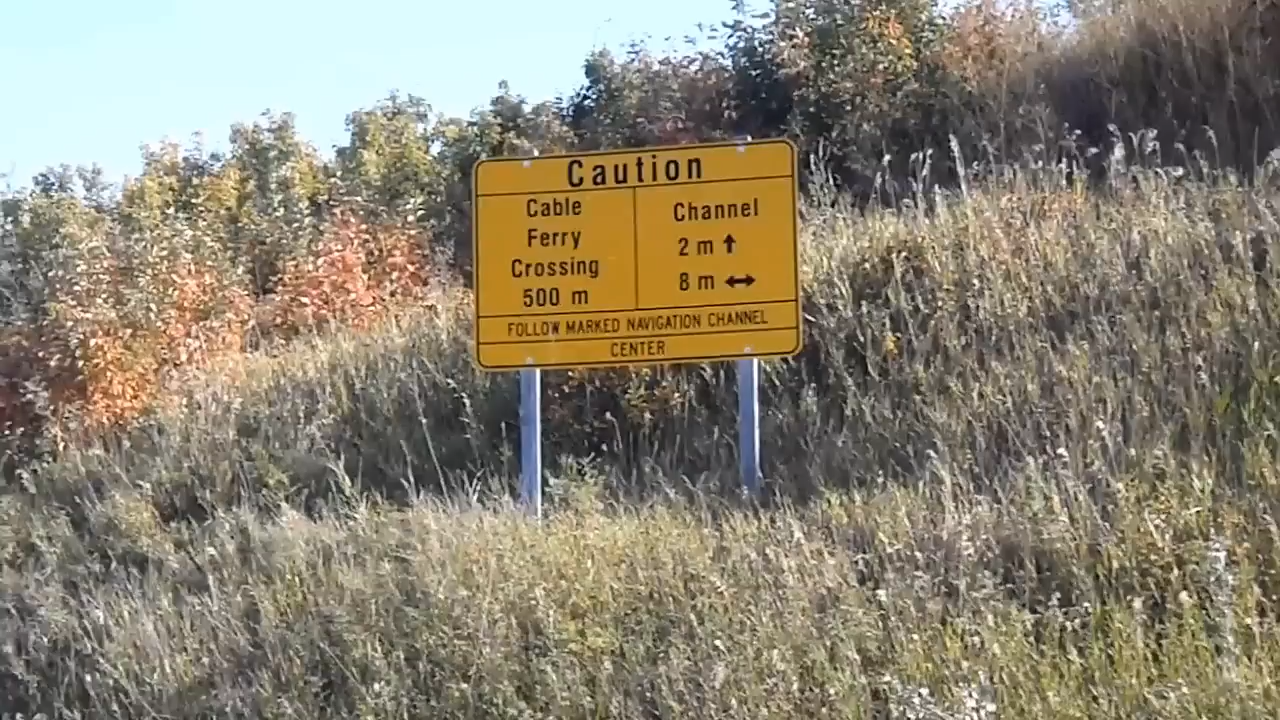 Caution
Cable
Ferry
Crossing
500 m
Channel
2 m ↑
8 m ↔
FOLLOW MARKED NAVIGATION CHANNEL
CENTER